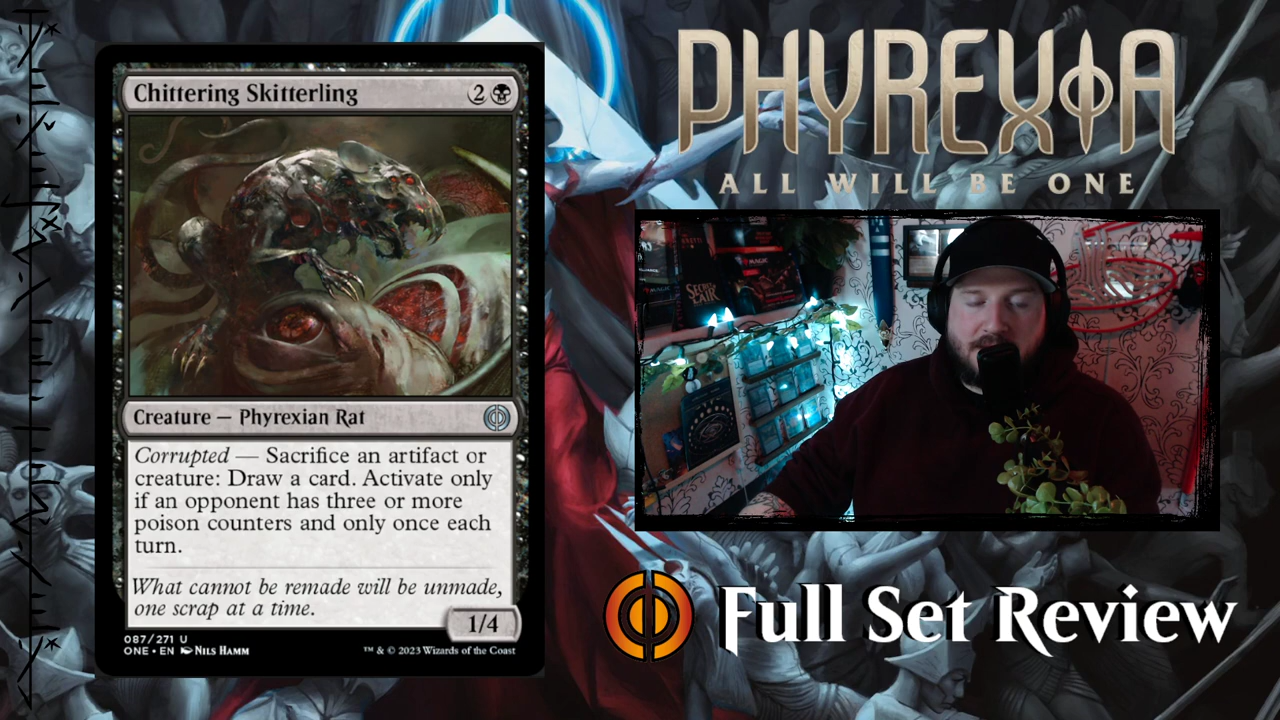 Chittering Skitterling 2
Creature — Phyrexian Rat
Corrupted — Sacrifice an artifact or
creature: Draw a card. Activate only
if an opponent has three or more
poison counters and only once each
turn.
What cannot be remade will be unmade,
one scrap at a time.
1/4
087/271 U
ONE • EN NILS HAMM
™ & © 2023 Wizards of the Coast
PHYREXIA
ALL WILL BE ONE
MAGIC
SECRET
LAIR
Full Set Review